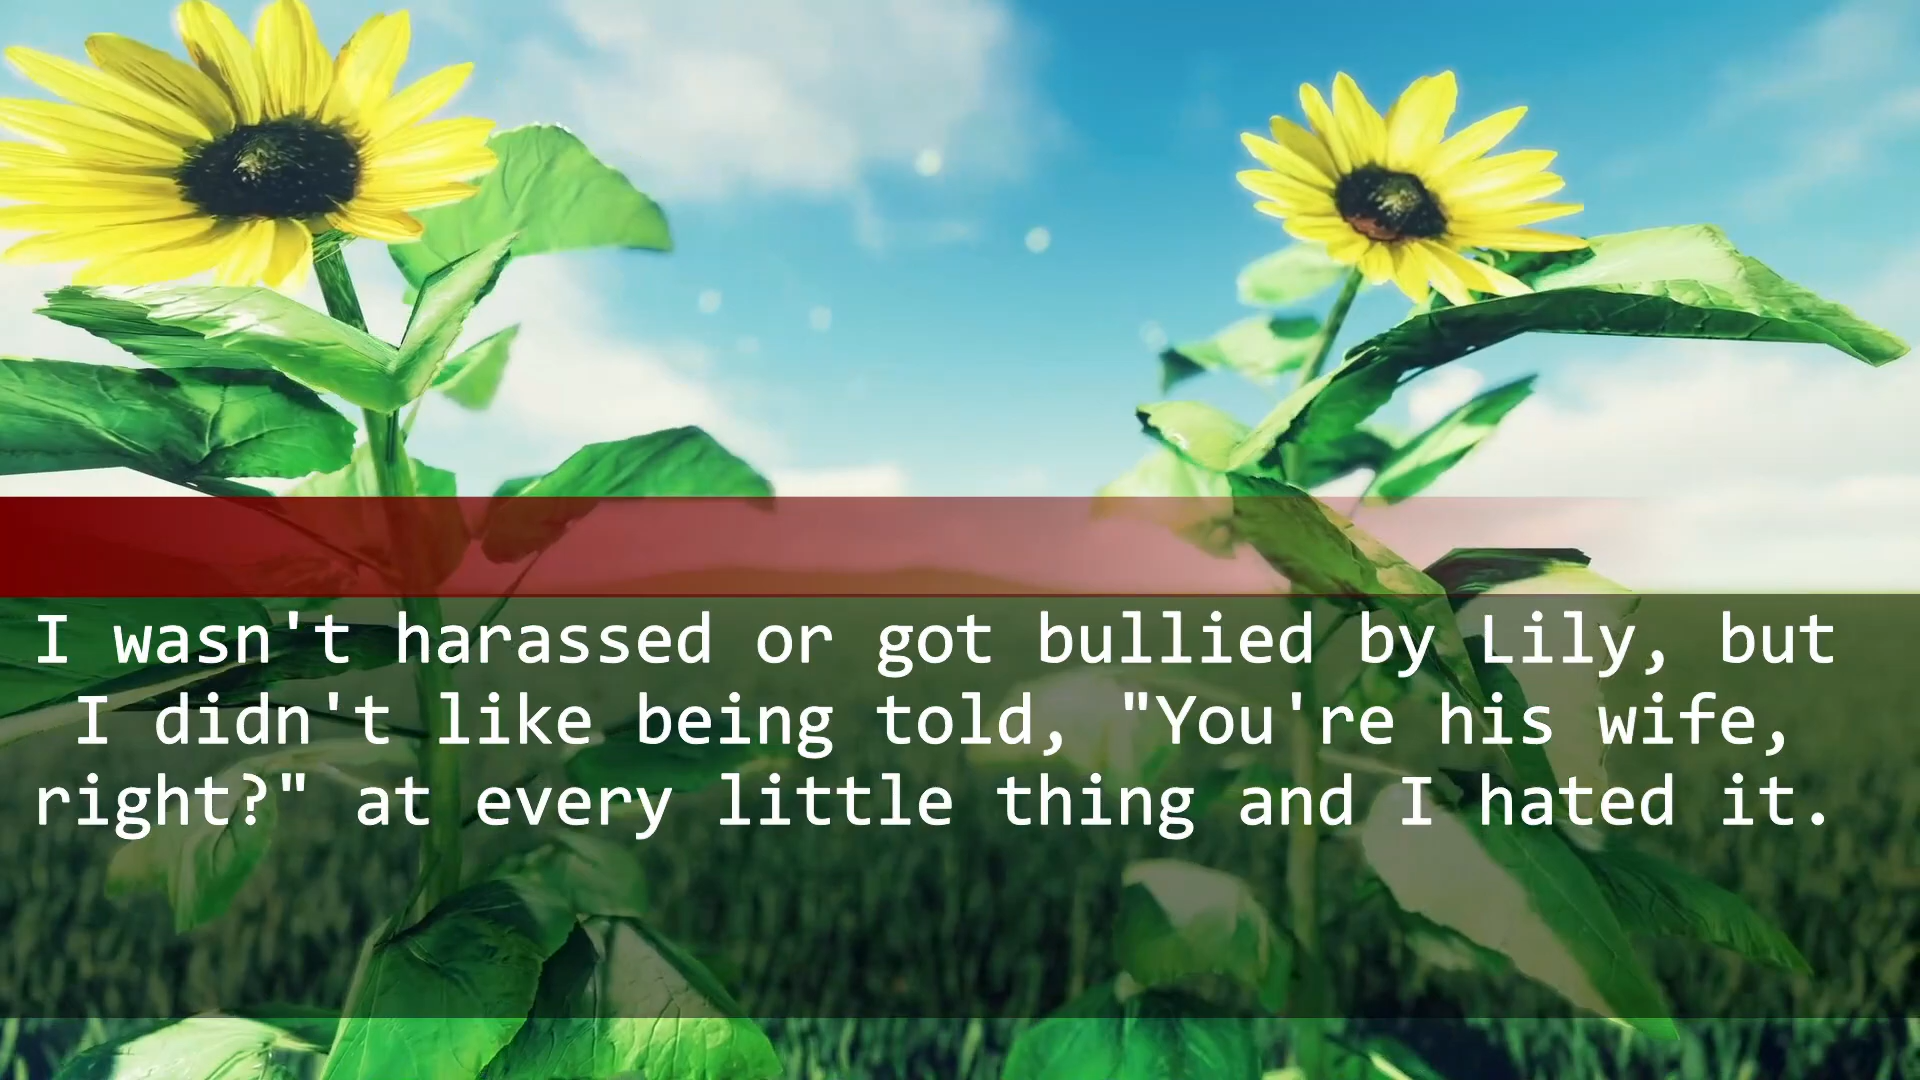 I wasn't harassed or got bullied by Lily, but
I didn't like being told, "You're his wife,
right?" at every little thing and I hated it.